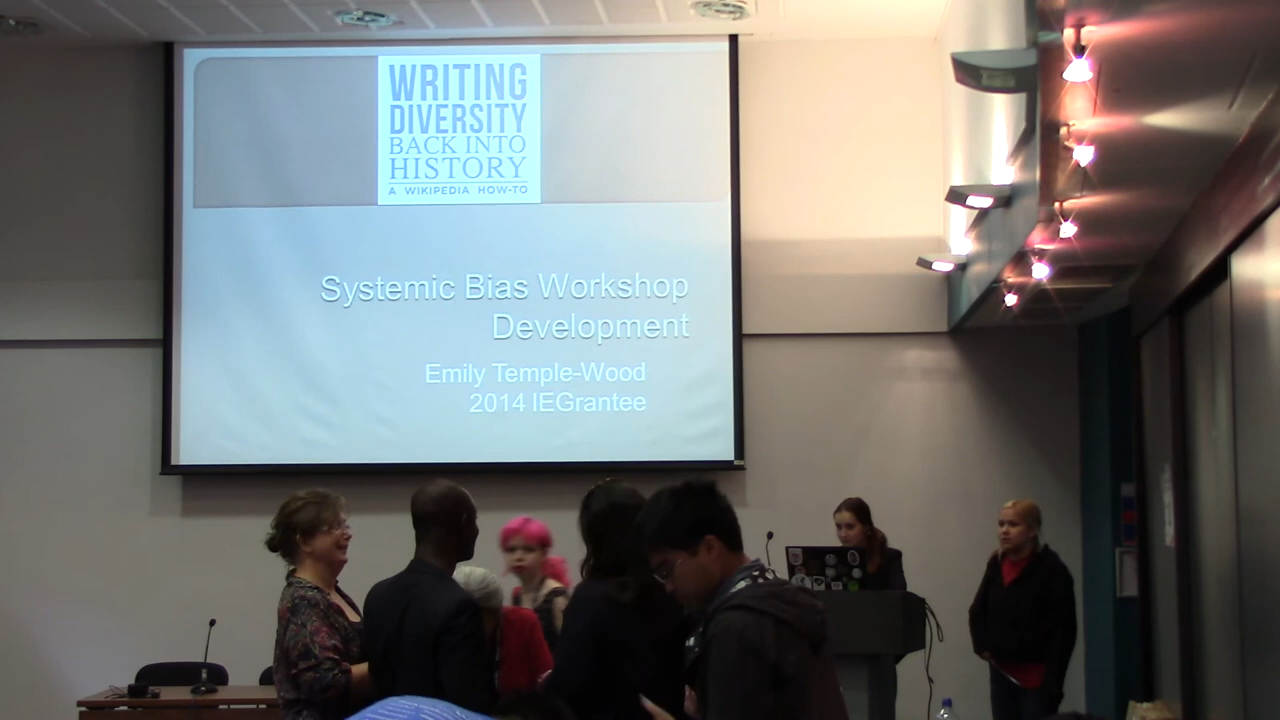 WRITING
DIVERSITY
BACK INTO
HISTORY
A WIKIPEDIA HOW-TO
Systemic Bias Workshop
Development
Emily Temple-Wood
2014 IEGrantee